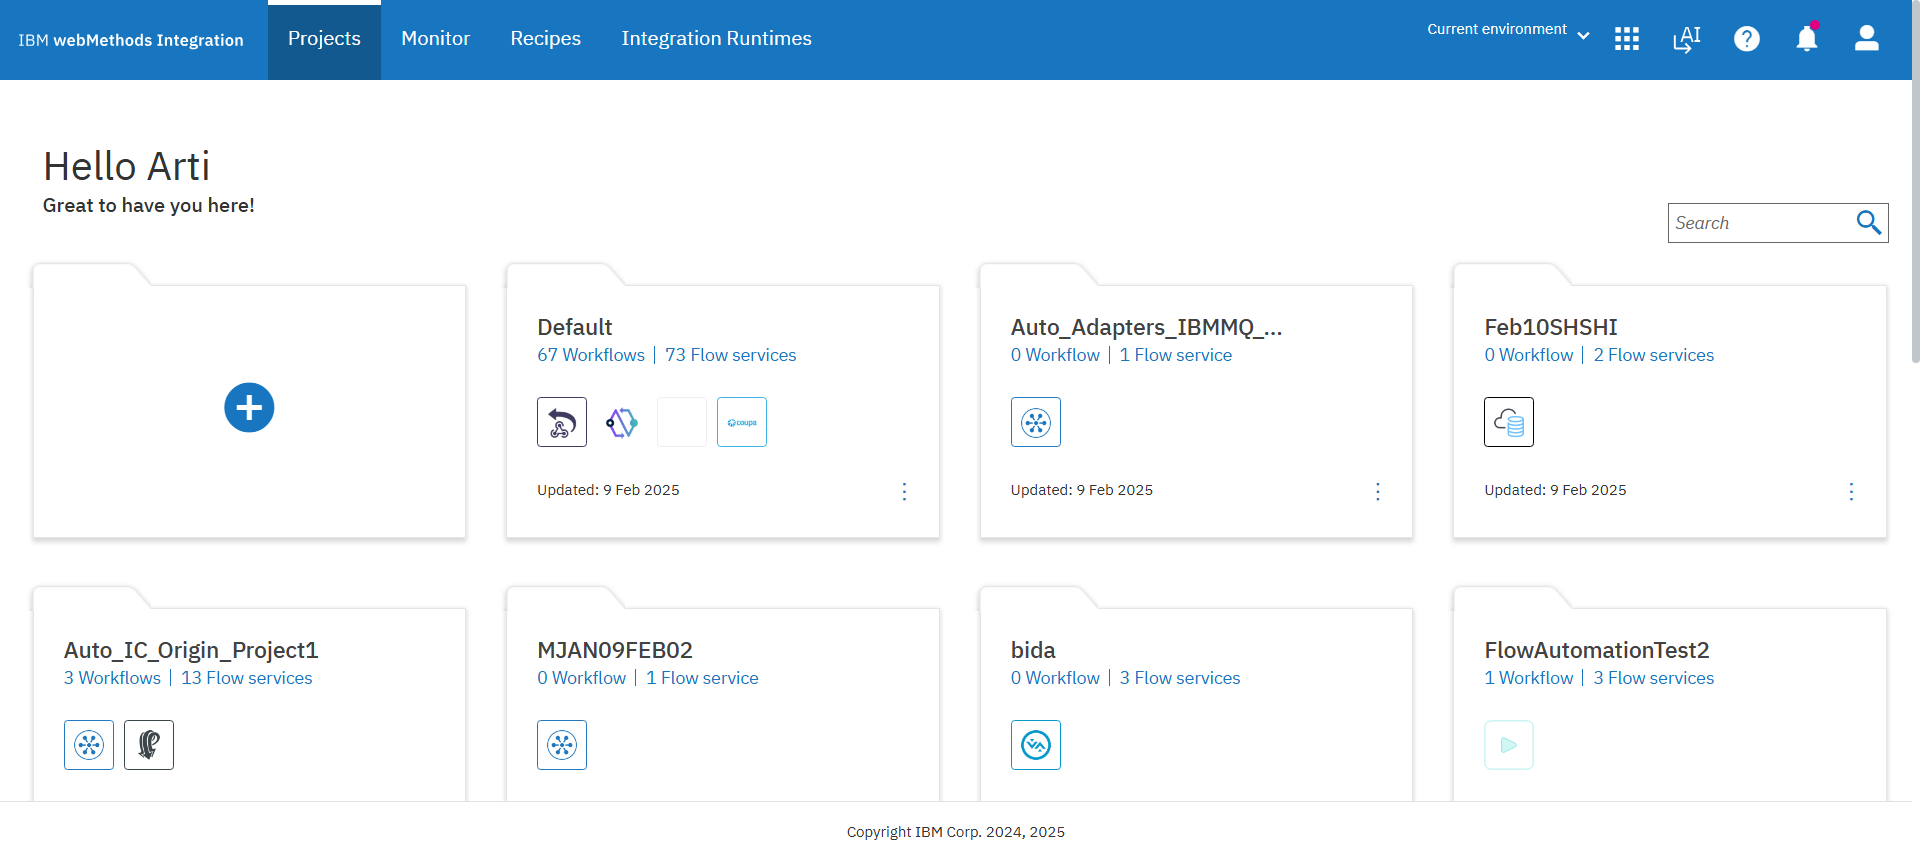 IBM webMethods Integration
Projects
Monitor
Recipes
Integration Runtimes
Current environment
AI
Hello Arti
Great to have you here!
Search
Default
67 Workflows | 73 Flow services
coupa
Updated: 9 Feb 2025
Auto_Adapters_IBMMQ_...
0 Workflow | 1 Flow service
Updated: 9 Feb 2025
Feb10SHSHI
0 Workflow | 2 Flow services
Updated: 9 Feb 2025
Auto_IC_Origin_Project1
3 Workflows | 13 Flow services
MJAN09FEB02
0 Workflow | 1 Flow service
bida
0 Workflow | 3 Flow services
FlowAutomationTest2
1 Workflow | 3 Flow services
Copyright IBM Corp. 2024, 2025